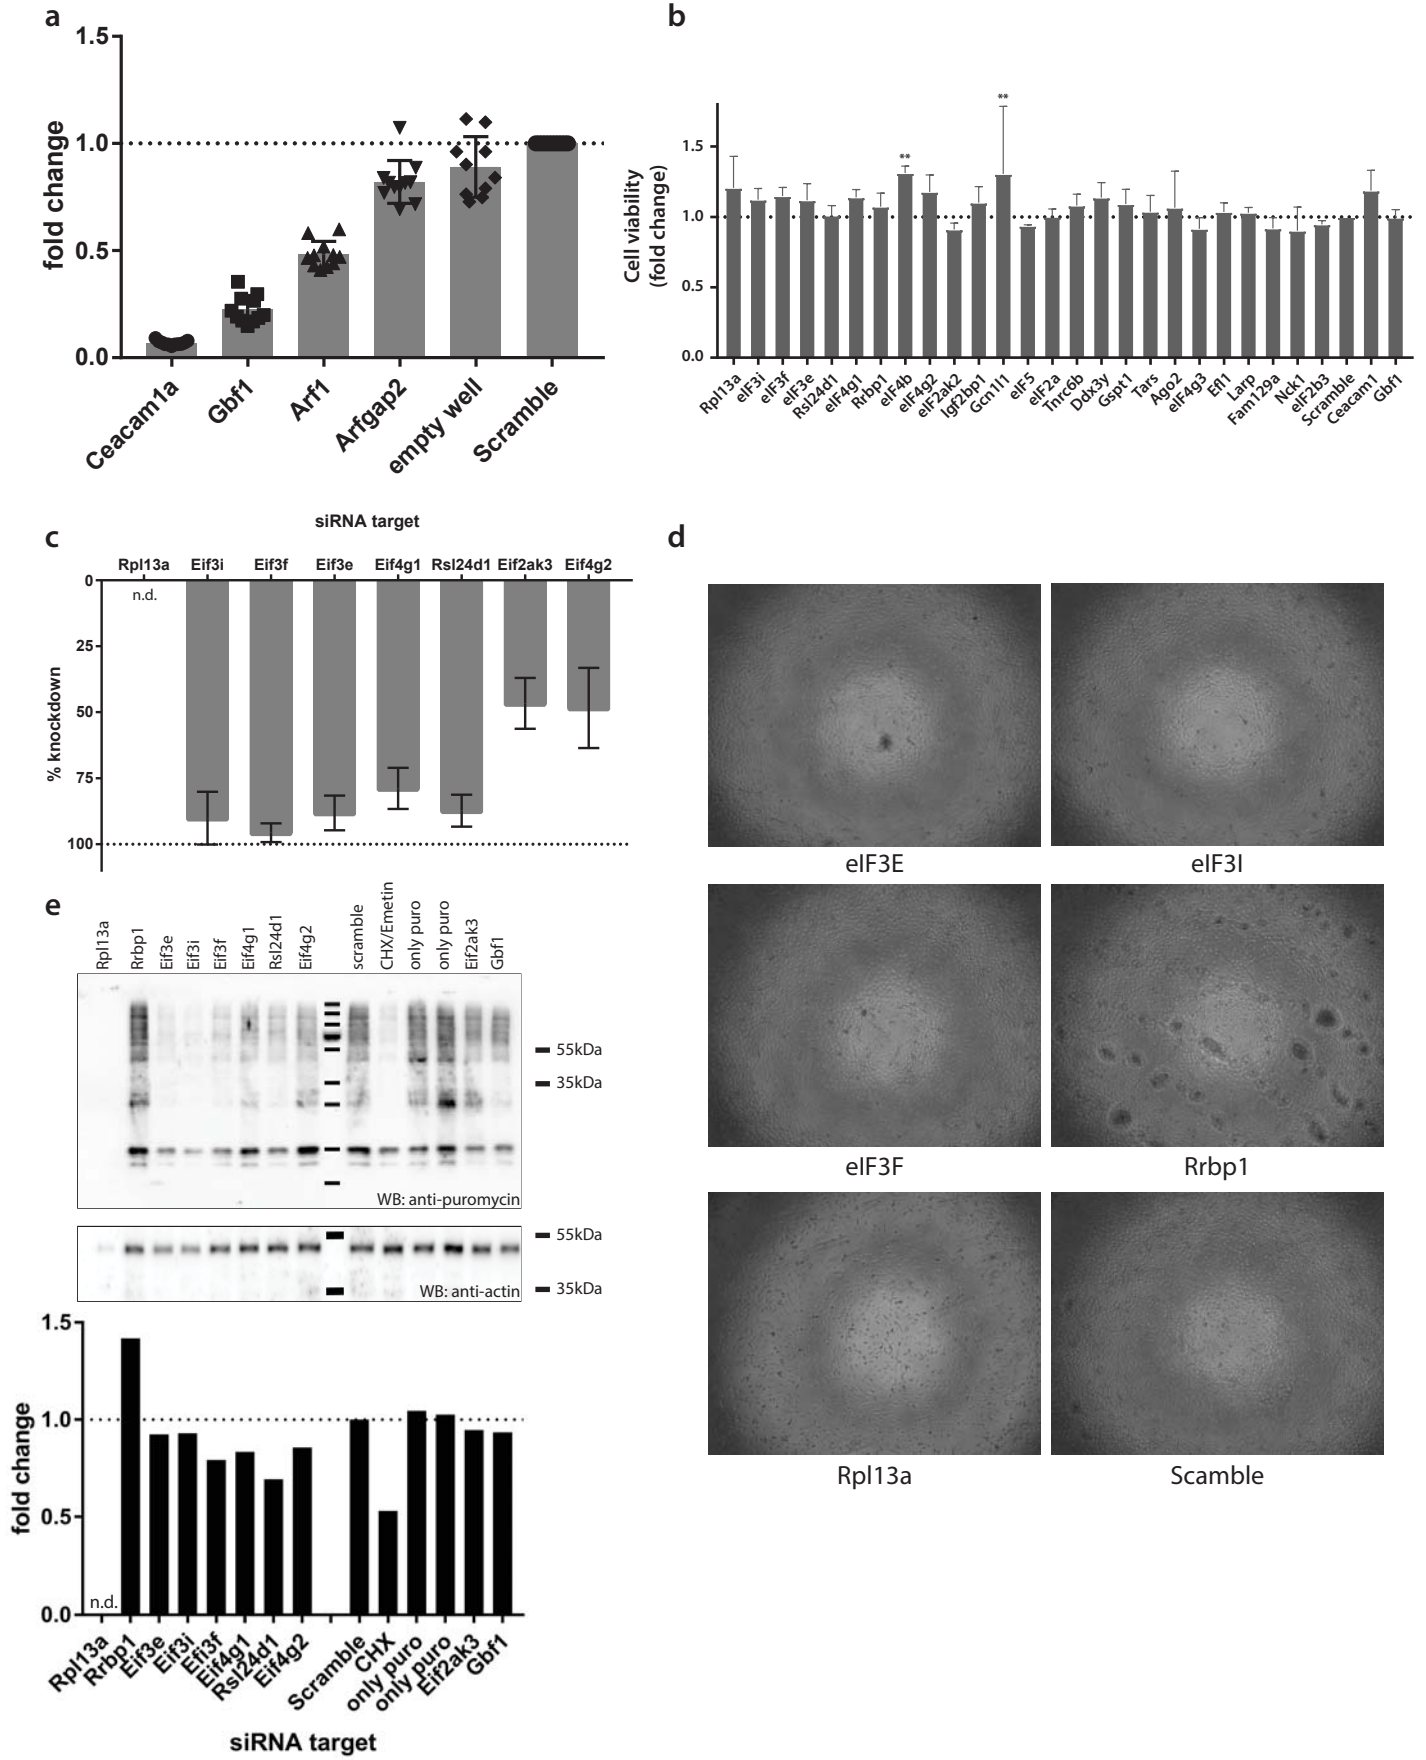 a
1.5
1.0
0.5
0.0
fold change
Ceacam1a
Gbf1
Arf1
Arfgap2
empty well
Scramble
b
1.5
1.0
0.5
0.0
Cell viability
(fold change)
**
**
Rpl13a
eIF3i
eIF3f
eIF3e
Rsl24d1
eIF4g1
Rrbp1
eIF4b
eIF4g2
eIF2ak2
Igf2bp1
Gcn1l1
eIF5
eIF2a
Tnrc6b
Ddx3y
Gspt1
Tars
Ago2
eIF4g3
Efl1
Larp
Fam129a
Nck1
eIF2b3
Scramble
Ceacam1
Gbf1
c
siRNA target
Rpl13a Eif3i Eif3f Eif3e Eif4g1 Rsl24d1 Eif2ak3 Eif4g2
n.d.
0
25
50
75
100
% knockdown
d
eIF3E
eIF3I
eIF3F
Rrbp1
Rpl13a
Scamble
e
Rpl13a
Rrbp1
Eif3e
Eif3i
Eif3f
Eif4g1
Rsl24d1
Eif4g2
scramble
CHX/Emetin
only puro
only puro
Eif2ak3
Gbf1
55kDa
35kDa
WB: anti-puromycin
55kDa
35kDa
WB: anti-actin
1.5
1.0
0.5
0.0
fold change
n.d.
Rpl13a
Rrbp1
Eif3e
Eif3i
Efi3f
Eif4g1
Rsl24d1
Eif4g2
Scramble
CHX
only puro
only puro
Eif2ak3
Gbf1
siRNA target